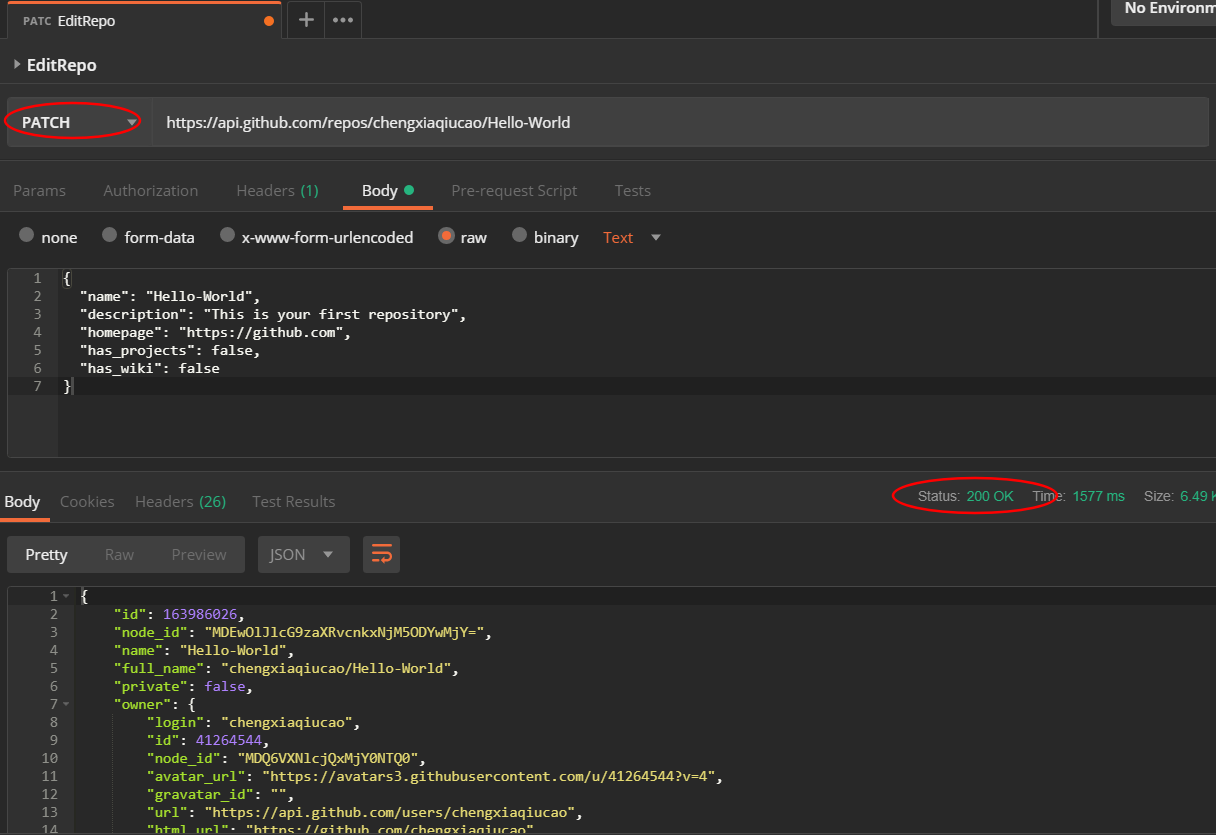 PATC EditRepo + ••• No Environm
EditRepo
PATCH https://api.github.com/repos/chengxiaqiucao/Hello-World
Params Authorization Headers (1) Body Pre-request Script Tests
none form-data x-www-form-urlencoded raw binary Text
1 {
2 "name": "Hello-World",
3 "description": "This is your first repository",
4 "homepage": "https://github.com",
5 "has_projects": false,
6 "has_wiki": false
7 }
Body Cookies Headers (26) Test Results Status: 200 OK Time: 1577 ms Size: 6.49 K
Pretty Raw Preview JSON
1 {
2 "id": 163986026,
3 "node_id": "MDEwOlJlcG9zaXRvcnkxNjM5ODYwMjY=",
4 "name": "Hello-World",
5 "full_name": "chengxiaqiucao/Hello-World",
6 "private": false,
7 "owner": {
8 "login": "chengxiaqiucao",
9 "id": 41264544,
10 "node_id": "MDQ6VXNlcjQxMjY0NTQ0",
11 "avatar_url": "https://avatars3.githubusercontent.com/u/41264544?v=4",
12 "gravatar_id": "",
13 "url": "https://api.github.com/users/chengxiaqiucao",
14 "html_url": "https://github.com/chengxiaqiucao"